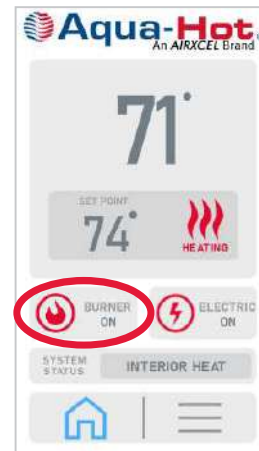 Aqua-Hot
An AIRXCEL Brand
71°
SET POINT
74°
HEATING
BURNER
ON
ELECTRIC
ON
SYSTEM
STATUS
INTERIOR HEAT